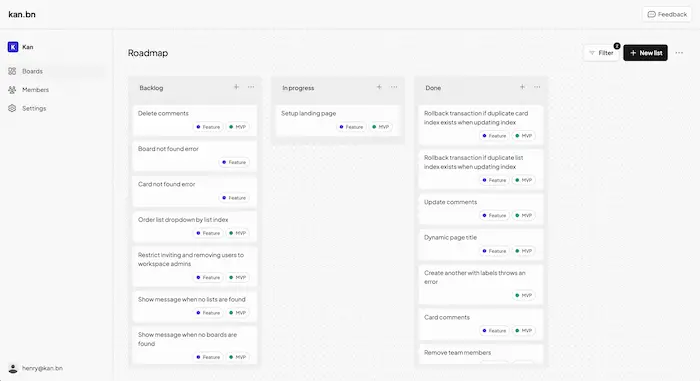 kan.bn
Feedback
K Kan
Boards
Members
Settings
Roadmap
Filter
2
+ New list
Backlog
Delete comments
Feature MVP
Board not found error
Feature
Card not found error
Feature
Order list dropdown by list index
Feature MVP
Restrict inviting and removing users to
workspace admins
Feature MVP
Show message when no lists are found
Feature MVP
Show message when no boards are
found
Feature MVP
In progress
Setup landing page
Feature MVP
Done
Rollback transaction if duplicate card
index exists when updating index
Feature MVP
Rollback transaction if duplicate list
index exists when updating index
Feature MVP
Update comments
Feature MVP
Dynamic page title
Feature MVP
Create another with labels throws an
error
MVP
Card comments
Feature MVP
Remove team members
henry@kan.bn